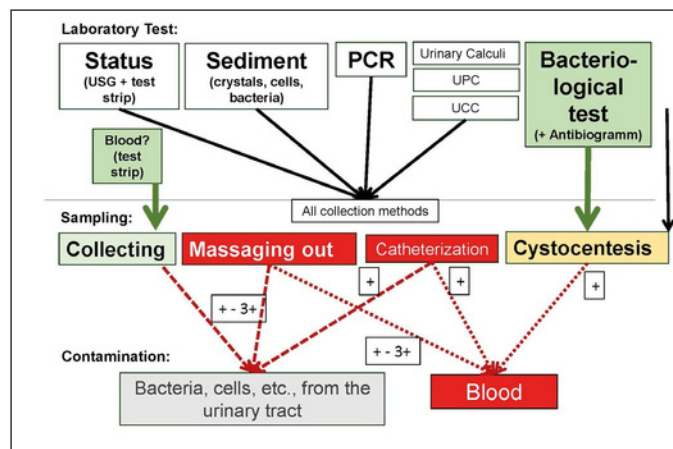 Laboratory Test:
Status
(USG + test
strip)
Sediment
(crystals, cells,
bacteria)
PCR
Urinary Calculi
UPC
UCC
Bacterio-
logical
test
(+ Antibiogramm)
Blood?
(test
strip)
All collection methods
Sampling:
Collecting
Massaging out
Catheterization
Cystocentesis
+
+
+
+ - 3+
+ - 3+
Contamination:
Bacteria, cells, etc., from the
urinary tract
Blood